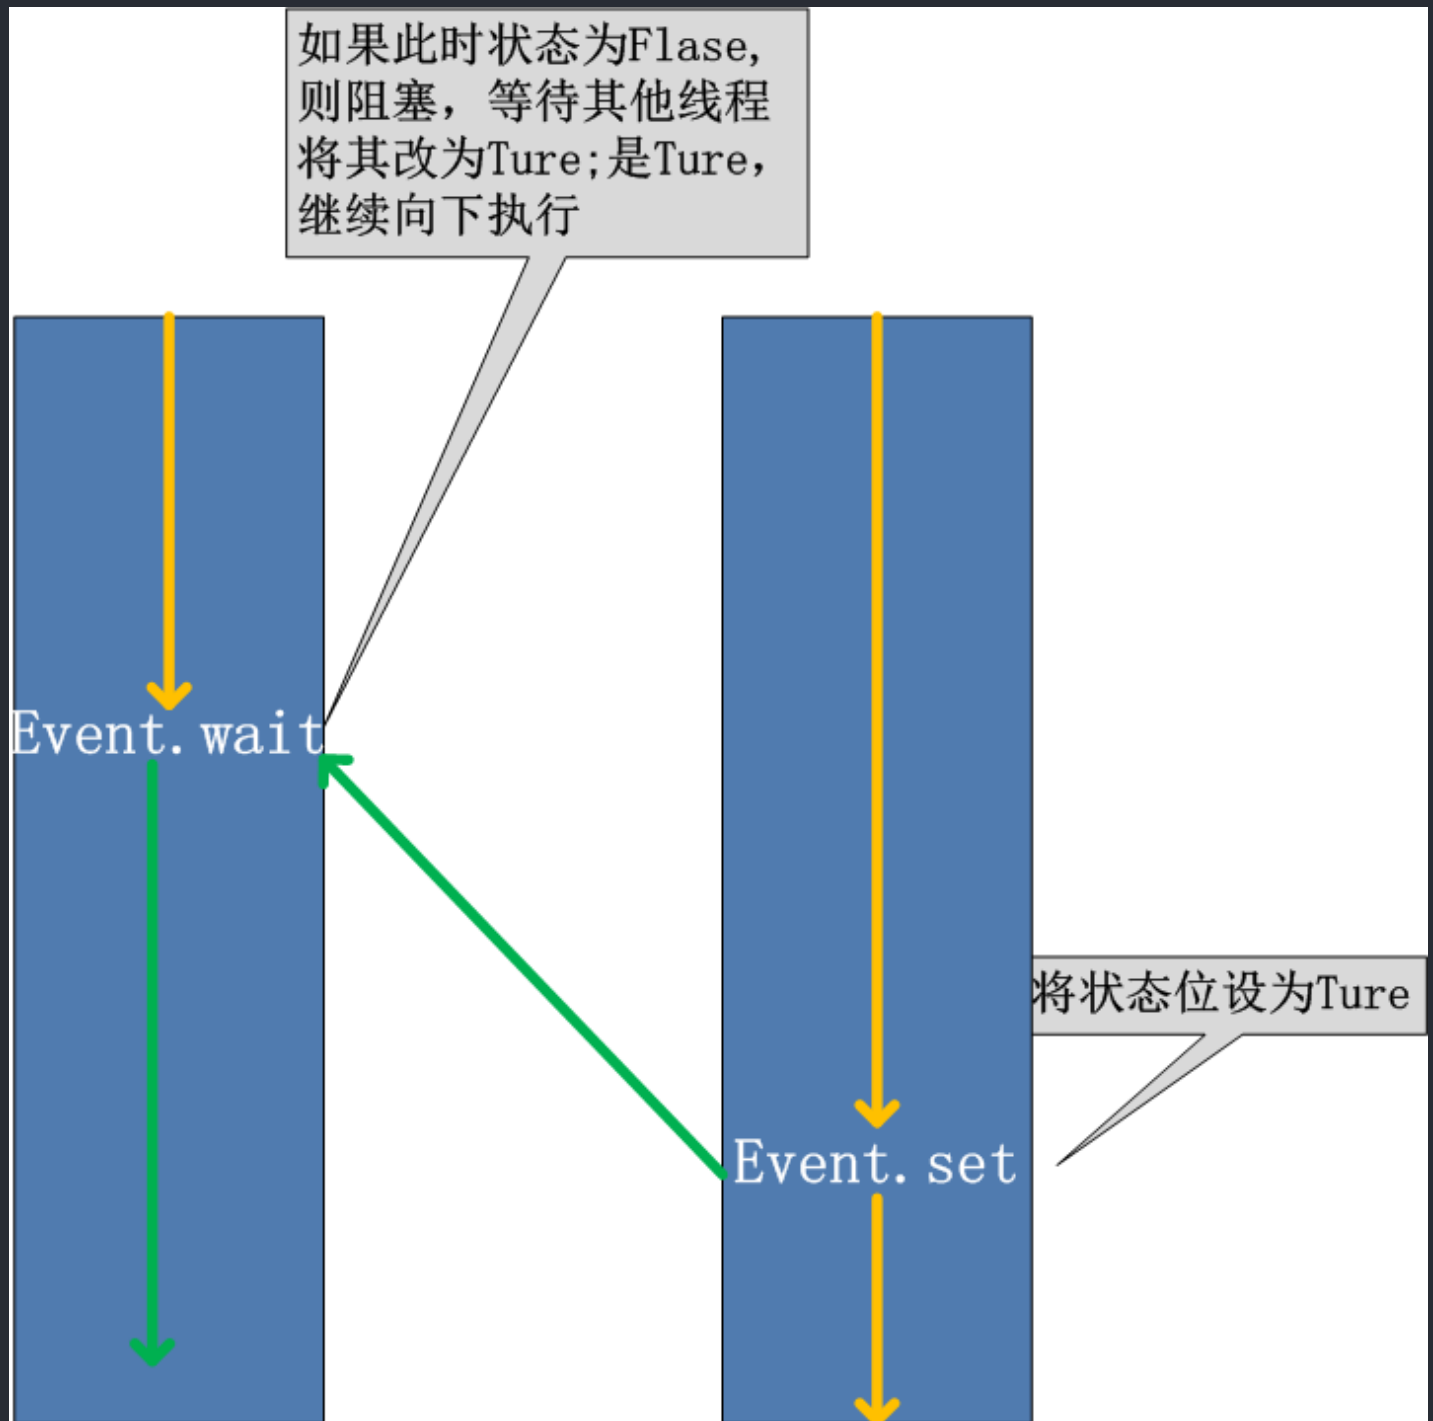 如果此时状态为Flase,
则阻塞，等待其他线程
将其改为Ture;是Ture，
继续向下执行
Event.wait
将状态位设为Ture
Event.set